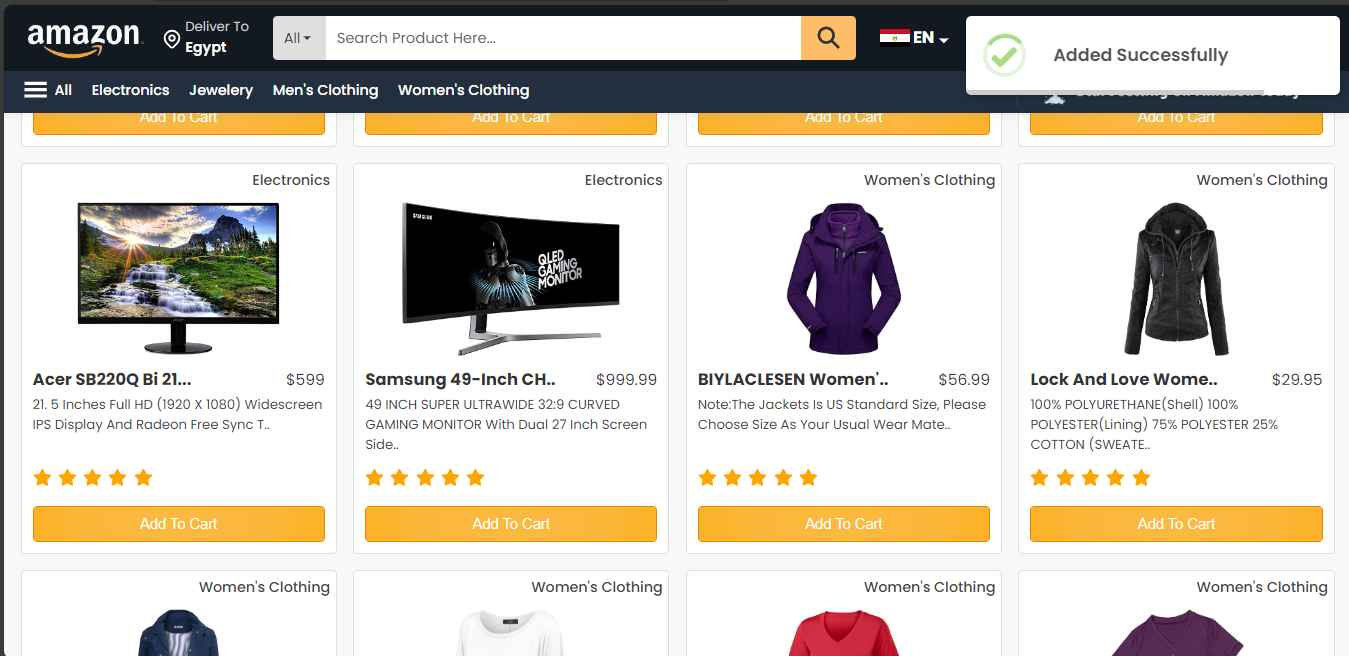 amazon
Deliver To
Egypt
All
Search Product Here...
EN
Added Successfully
All
Electronics
Jewelery
Men's Clothing
Women's Clothing
Add To Cart
Add To Cart
Add To Cart
Add To Cart
Electronics
Electronics
Women's Clothing
Women's Clothing
SAMSUNG
QLED
GAMING
MONITOR
Acer SB220Q Bi 21...
$599
21. 5 Inches Full HD (1920 X 1080) Widescreen
IPS Display And Radeon Free Sync T..
Samsung 49-Inch CH..
$999.99
49 INCH SUPER ULTRAWIDE 32:9 CURVED
GAMING MONITOR With Dual 27 Inch Screen
Side..
BIYLACLESEN Women'..
$56.99
Note:The Jackets Is US Standard Size, Please
Choose Size As Your Usual Wear Mate..
Lock And Love Wome..
$29.95
100% POLYURETHANE(Shell) 100%
POLYESTER(Lining) 75% POLYESTER 25%
COTTON (SWEATE..
Add To Cart
Add To Cart
Add To Cart
Add To Cart
Women's Clothing
Women's Clothing
Women's Clothing
Women's Clothing